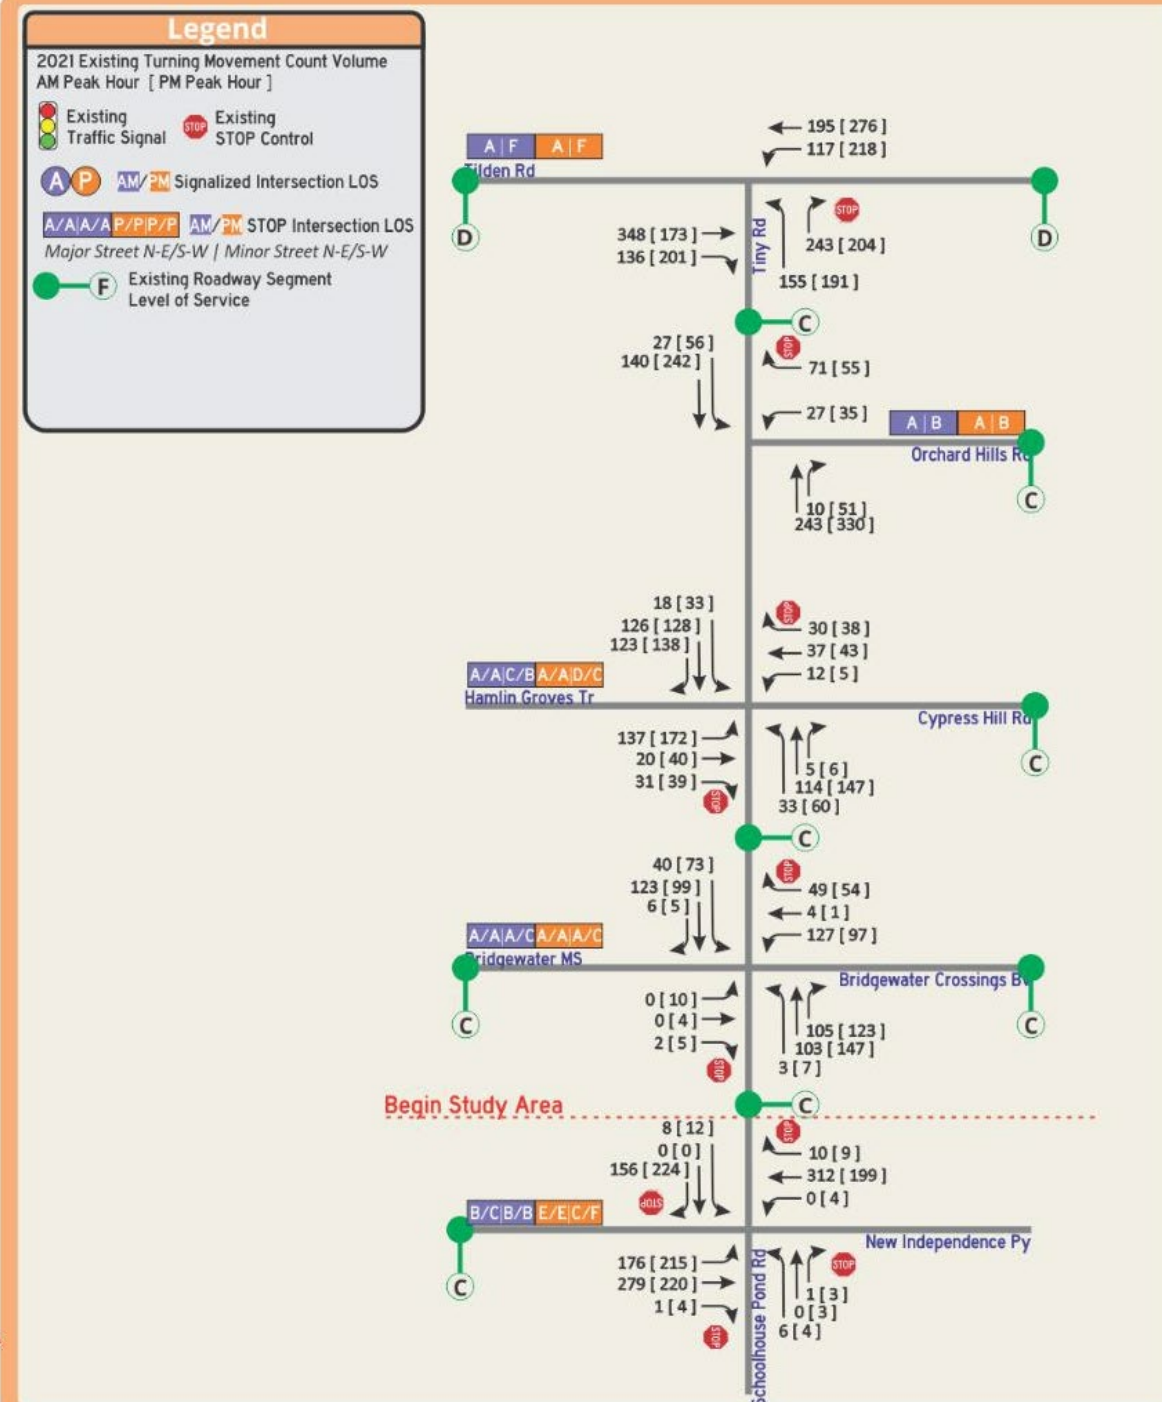 Legend
2021 Existing Turning Movement Count Volume
AM Peak Hour [ PM Peak Hour ]
Existing
Traffic Signal
STOP
Existing
STOP Control
A P AM/PM Signalized Intersection LOS
A/A|A/A P/P|P/P AM/PM STOP Intersection LOS
Major Street N-E/S-W | Minor Street N-E/S-W
F
Existing Roadway Segment
Level of Service
195 [ 276 ]
117 [ 218 ]
A|F A|F
Tilden Rd
D
D
348 [ 173 ]
136 [ 201 ]
Tiny Rd
STOP
243 [ 204 ]
155 [ 191 ]
C
27 [ 56 ]
140 [ 242 ]
STOP
71 [ 55 ]
27 [ 35 ]
A|B A|B
Orchard Hills Rd
C
10 [ 51 ]
243 [ 330 ]
18 [ 33 ]
126 [ 128 ]
123 [ 138 ]
STOP
30 [ 38 ]
37 [ 43 ]
12 [ 5 ]
A/A|C/B A/A|D/C
Hamlin Groves Tr
Cypress Hill Rd
C
137 [ 172 ]
20 [ 40 ]
31 [ 39 ]
STOP
5 [ 6 ]
114 [ 147 ]
33 [ 60 ]
C
40 [ 73 ]
123 [ 99 ]
6 [ 5 ]
STOP
49 [ 54 ]
4 [ 1 ]
127 [ 97 ]
A/A|A/C A/A|A/C
Bridgewater MS
Bridgewater Crossings Bv
C
C
0 [ 10 ]
0 [ 4 ]
2 [ 5 ]
STOP
105 [ 123 ]
103 [ 147 ]
3 [ 7 ]
C
Begin Study Area
8 [ 12 ]
0 [ 0 ]
156 [ 224 ]
STOP
STOP
10 [ 9 ]
312 [ 199 ]
0 [ 4 ]
B/C|B/B E/E|C/F
New Independence Py
C
176 [ 215 ]
279 [ 220 ]
1 [ 4 ]
STOP
Schoolhouse Pond Rd
STOP
1 [ 3 ]
0 [ 3 ]
6 [ 4 ]